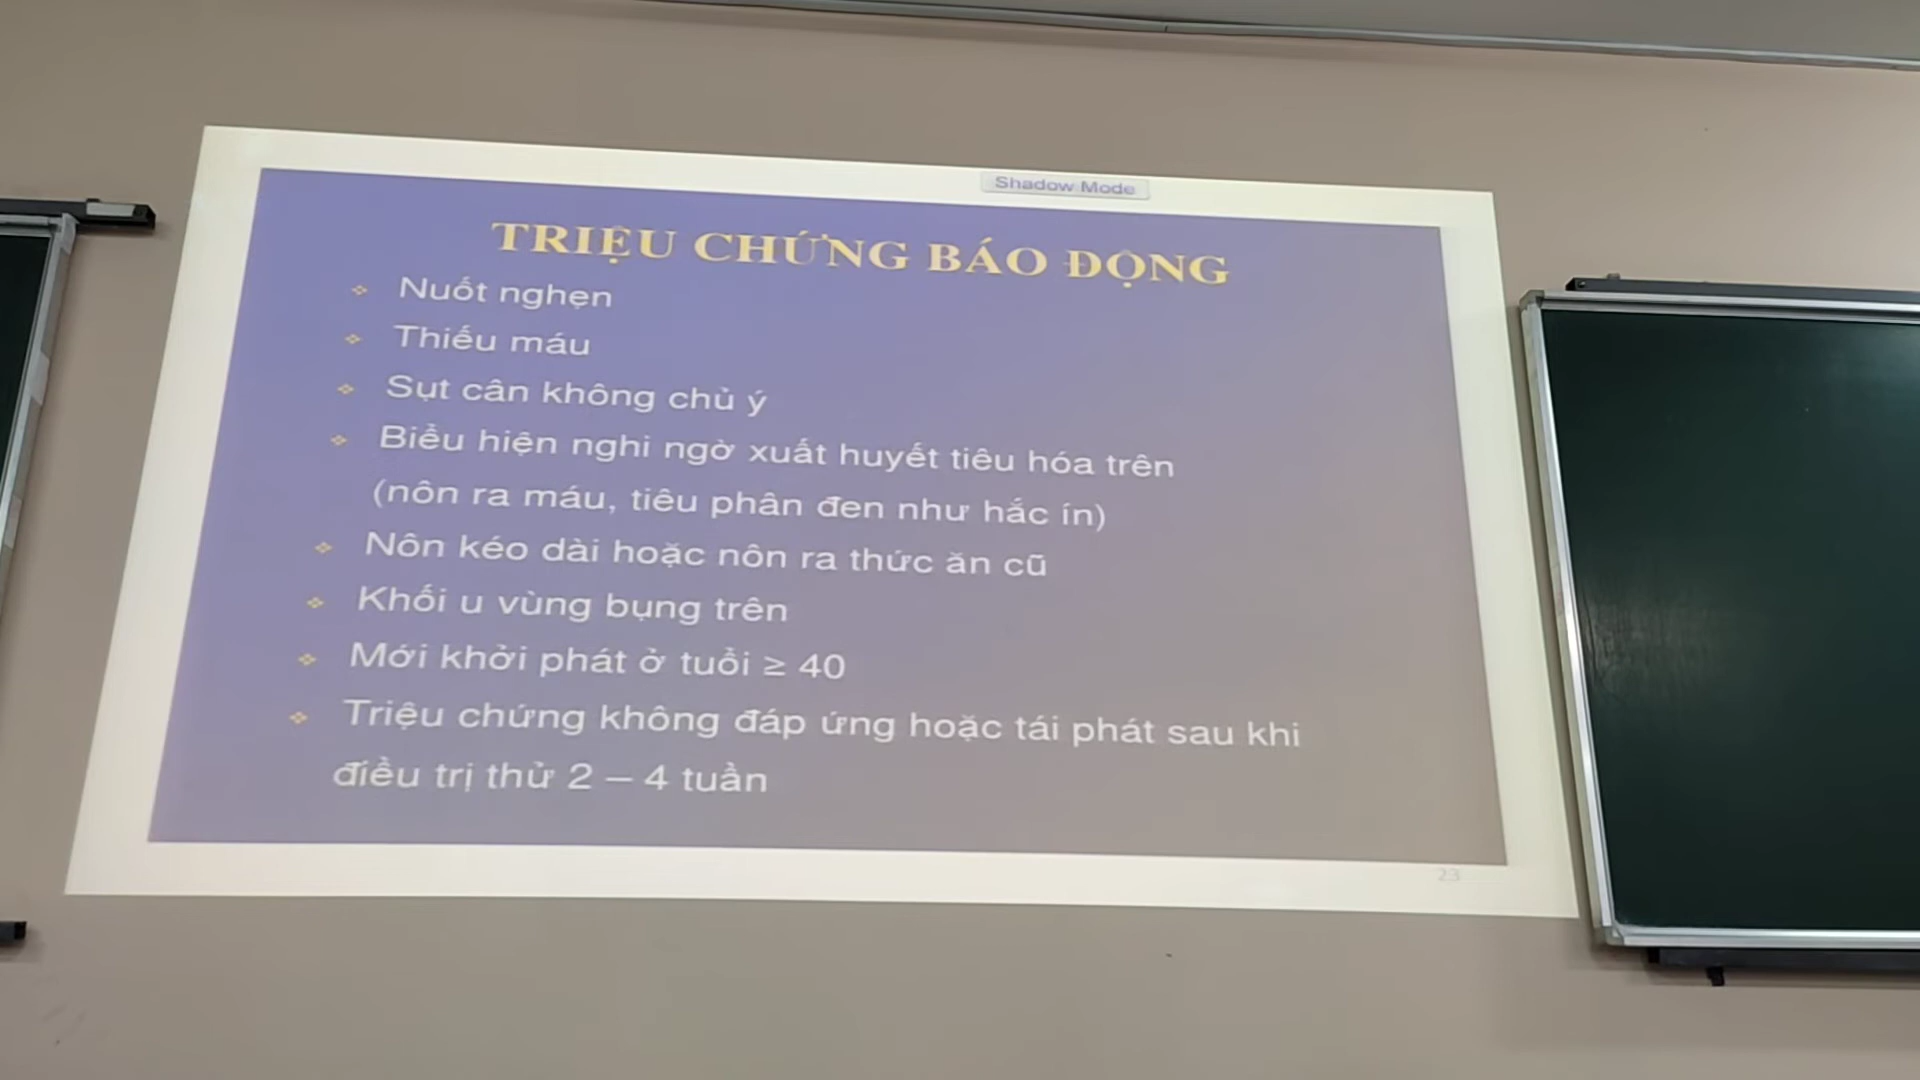 Shadow Mode
TRIỆU CHỨNG BÁO ĐỘNG
Nuốt nghẹn
Thiếu máu
Sụt cân không chủ ý
Biểu hiện nghi ngờ xuất huyết tiêu hóa trên
(nôn ra máu, tiêu phân đen như hắc ín)
Nôn kéo dài hoặc nôn ra thức ăn cũ
Khối u vùng bụng trên
Mới khởi phát ở tuổi ≥ 40
Triệu chứng không đáp ứng hoặc tái phát sau khi
điều trị thử 2 – 4 tuần
23